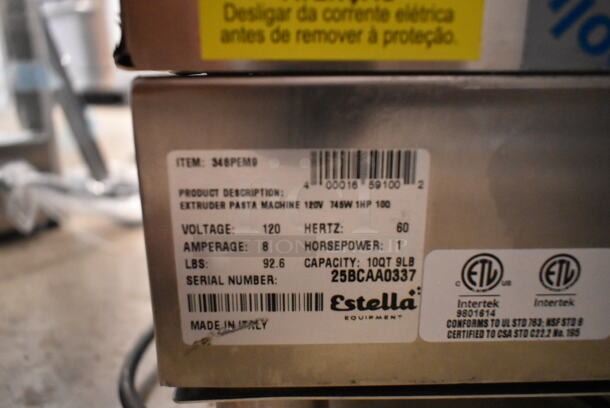 Desligar da corrente elétrica
antes de remover à proteção.
ITEM: 348PEM9
4 00016 59100 2
PRODUCT DESCRIPTION:
EXTRUDER PASTA MACHINE 120V 745W 1HP 10Q
VOLTAGE: 120 HERTZ: 60
AMPERAGE: 8 HORSEPOWER: 1
LBS: 92.6 CAPACITY: 10QT 9LB
SERIAL NUMBER: 25BCAA0337
Estella
EQUIPMENT
MADE IN ITALY
C ETL US
Intertek
9801614
ETL
Intertek
CONFORMS TO UL STD 763; NSF STD 8
CERTIFIED TO CSA STD C22.2 No. 195